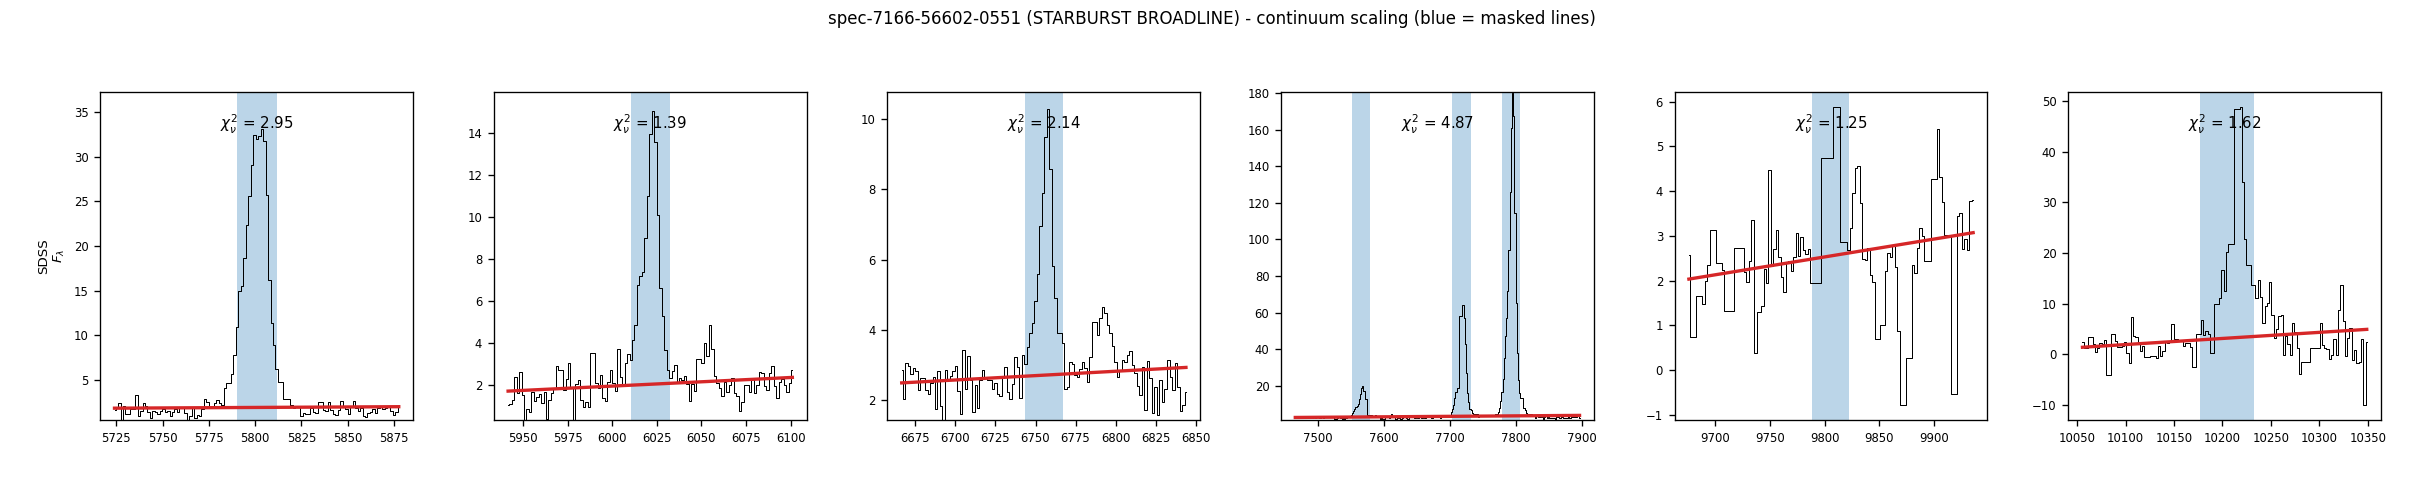 spec-7166-56602-0551 (STARBURST BROADLINE) - continuum scaling (blue = masked lines)
SDSS
F_λ
χ²_ν = 2.95
35
30
25
20
15
10
5
5725 5750 5775 5800 5825 5850 5875
χ²_ν = 1.39
14
12
10
8
6
4
2
5950 5975 6000 6025 6050 6075 6100
χ²_ν = 2.14
10
8
6
4
2
6675 6700 6725 6750 6775 6800 6825 6850
χ²_ν = 4.87
180
160
140
120
100
80
60
40
20
7500 7600 7700 7800 7900
χ²_ν = 1.25
6
5
4
3
2
1
0
−1
9700 9750 9800 9850 9900
χ²_ν = 1.62
50
40
30
20
10
0
−10
10050 10100 10150 10200 10250 10300 10350